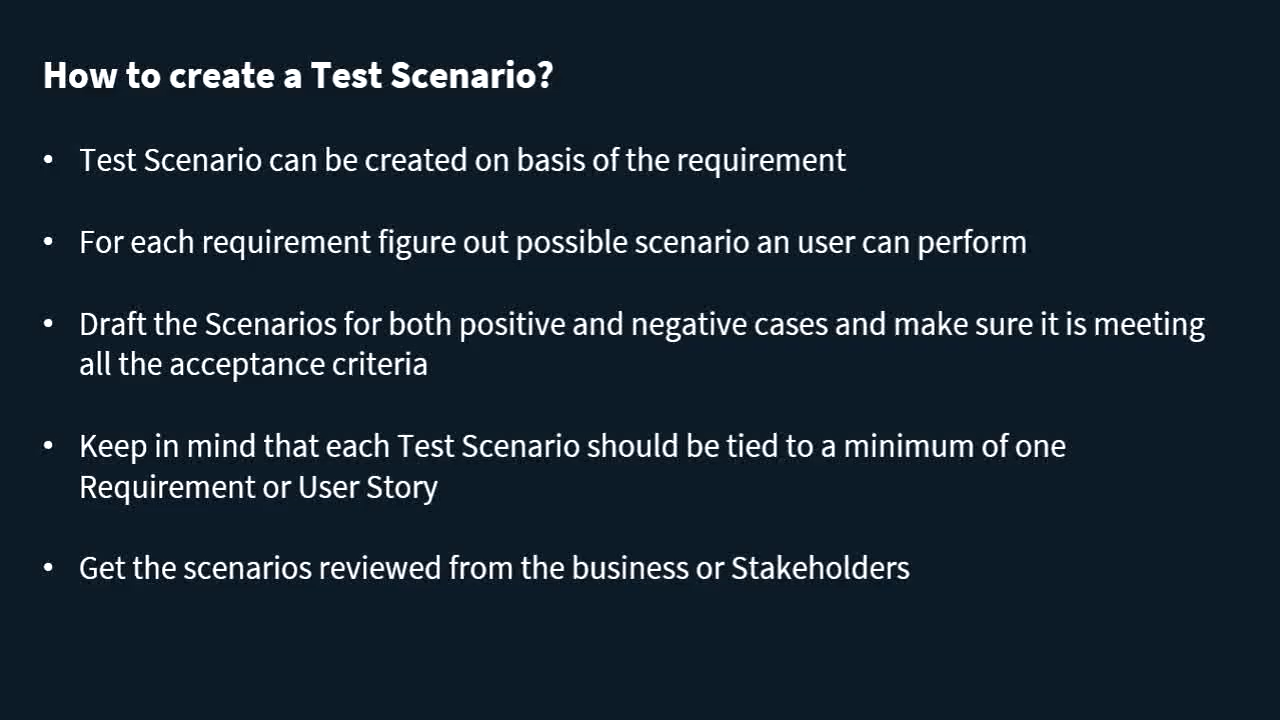 How to create a Test Scenario?
• Test Scenario can be created on basis of the requirement
• For each requirement figure out possible scenario an user can perform
• Draft the Scenarios for both positive and negative cases and make sure it is meeting
all the acceptance criteria
• Keep in mind that each Test Scenario should be tied to a minimum of one
Requirement or User Story
• Get the scenarios reviewed from the business or Stakeholders